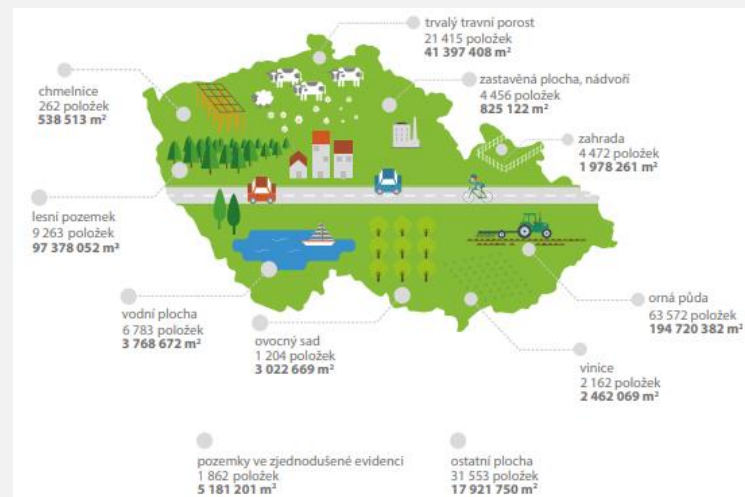 trvalý travní porost
21 415 položek
41 397 408 m²
chmelnice
262 položek
538 513 m²
zastavěná plocha, nádvoří
4 456 položek
825 122 m²
zahrada
4 472 položek
1 978 261 m²
lesní pozemek
9 263 položek
97 378 052 m²
vodní plocha
6 783 položek
3 768 672 m²
ovocný sad
1 204 položek
3 022 669 m²
orná půda
63 572 položek
194 720 382 m²
vinice
2 162 položek
2 462 069 m²
pozemky ve zjednodušené evidenci
1 862 položek
5 181 201 m²
ostatní plocha
31 553 položek
17 921 750 m²